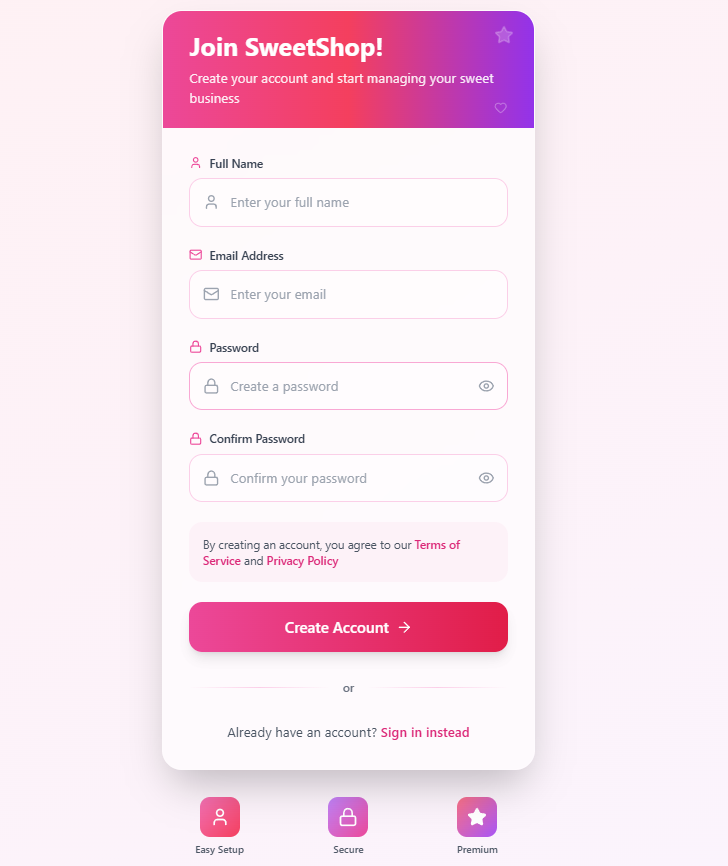 Join SweetShop!
Create your account and start managing your sweet
business
Full Name
Enter your full name
Email Address
Enter your email
Password
Create a password
Confirm Password
Confirm your password
By creating an account, you agree to our Terms of
Service and Privacy Policy
Create Account →
or
Already have an account? Sign in instead
Easy Setup
Secure
Premium